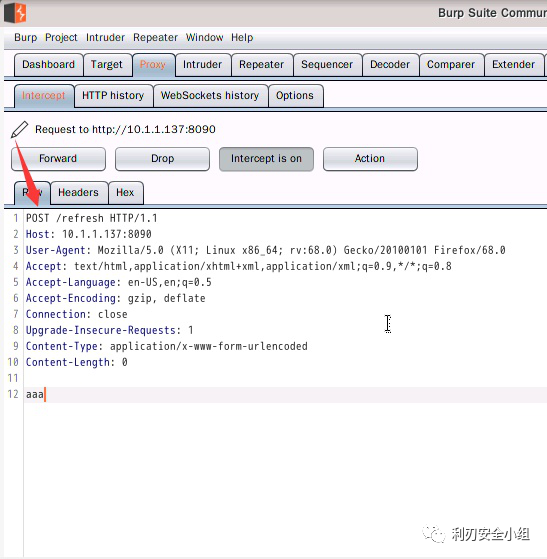 Burp Suite Commu
Burp Project Intruder Repeater Window Help
Dashboard Target Proxy Intruder Repeater Sequencer Decoder Comparer Extender
Intercept HTTP history WebSockets history Options
Request to http://10.1.1.137:8090
Forward Drop Intercept is on Action
Raw Headers Hex
1 POST /refresh HTTP/1.1
2 Host: 10.1.1.137:8090
3 User-Agent: Mozilla/5.0 (X11; Linux x86_64; rv:68.0) Gecko/20100101 Firefox/68.0
4 Accept: text/html,application/xhtml+xml,application/xml;q=0.9,*/*;q=0.8
5 Accept-Language: en-US,en;q=0.5
6 Accept-Encoding: gzip, deflate
7 Connection: close
8 Upgrade-Insecure-Requests: 1
9 Content-Type: application/x-www-form-urlencoded
10 Content-Length: 0
11
12 aaa
利刃安全小组